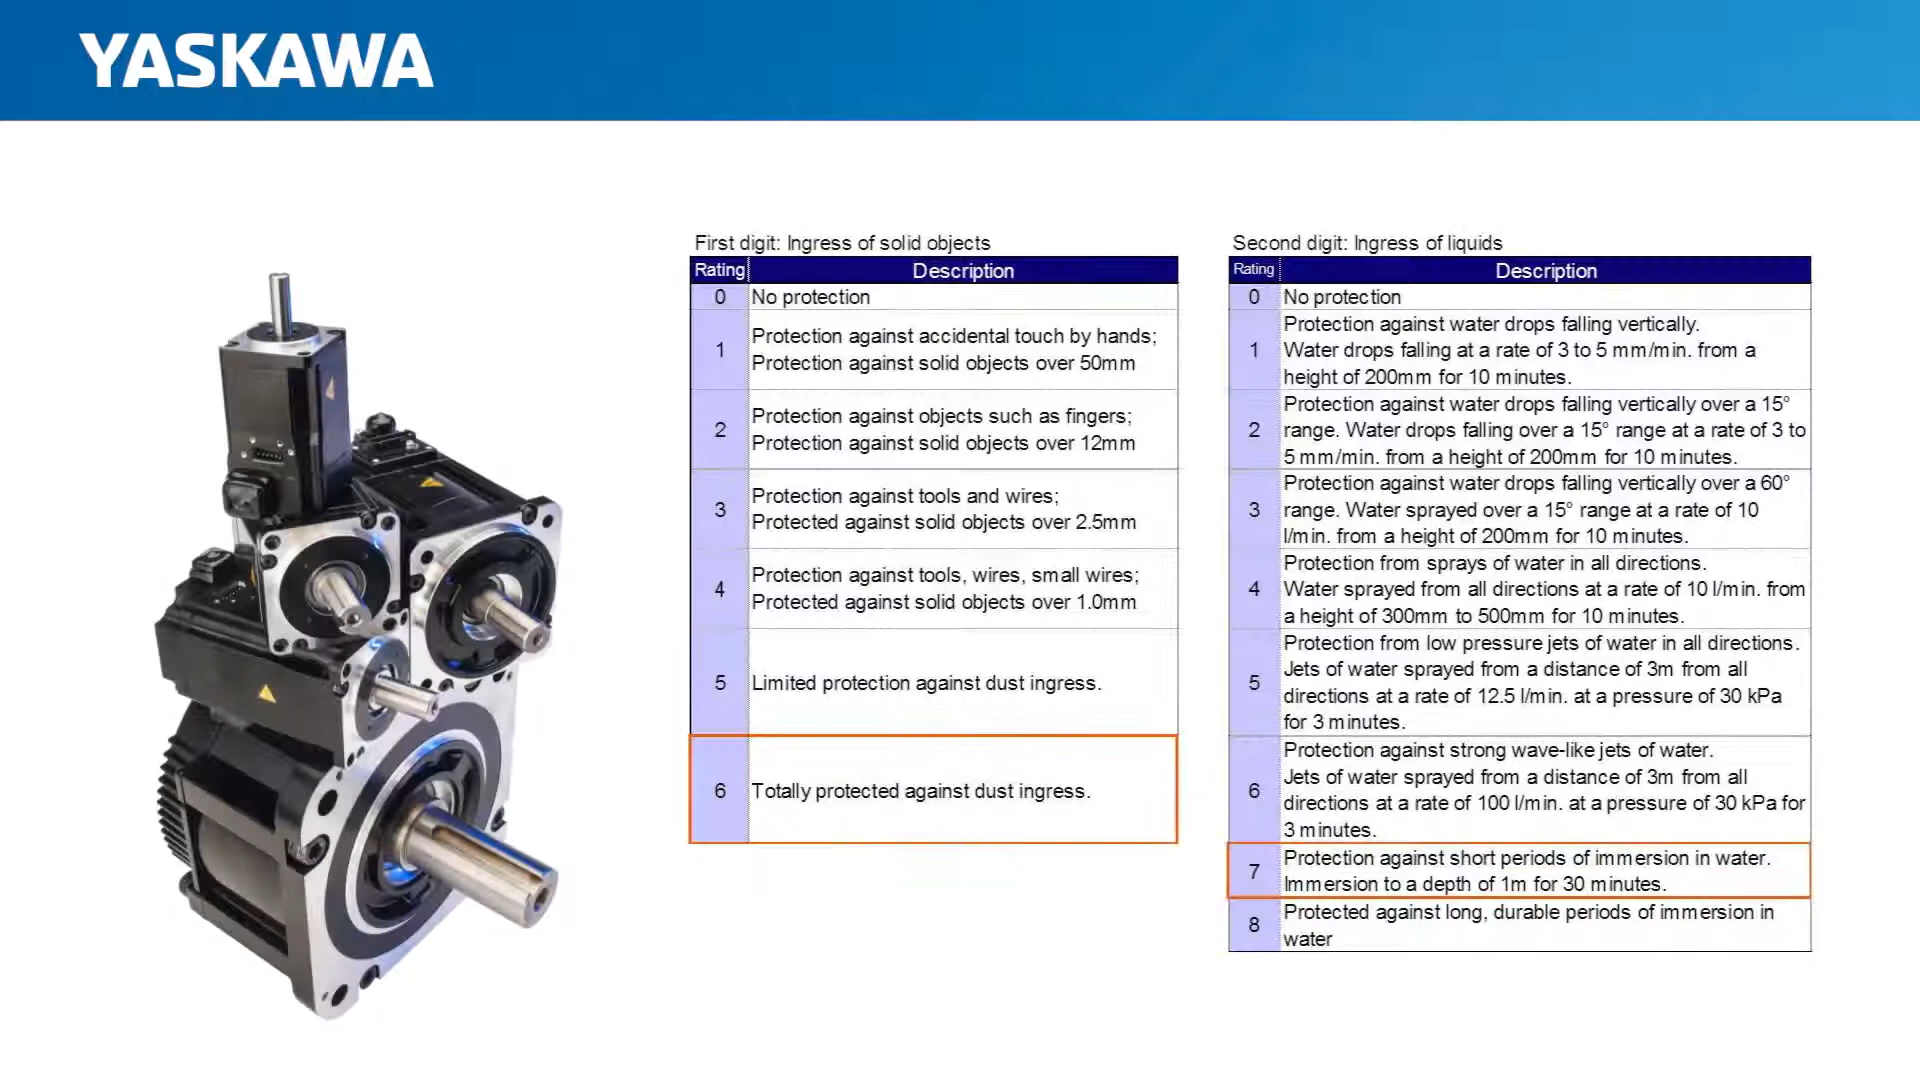 YASKAWA
First digit: Ingress of solid objects
Rating Description
0 No protection
1 Protection against accidental touch by hands;
Protection against solid objects over 50mm
2 Protection against objects such as fingers;
Protection against solid objects over 12mm
3 Protection against tools and wires;
Protected against solid objects over 2.5mm
4 Protection against tools, wires, small wires;
Protected against solid objects over 1.0mm
5 Limited protection against dust ingress.
6 Totally protected against dust ingress.
Second digit: Ingress of liquids
Rating Description
0 No protection
1 Protection against water drops falling vertically.
Water drops falling at a rate of 3 to 5 mm/min. from a
height of 200mm for 10 minutes.
2 Protection against water drops falling vertically over a 15°
range. Water drops falling over a 15° range at a rate of 3 to
5 mm/min. from a height of 200mm for 10 minutes.
3 Protection against water drops falling vertically over a 60°
range. Water sprayed over a 15° range at a rate of 10
l/min. from a height of 200mm for 10 minutes.
4 Protection from sprays of water in all directions.
Water sprayed from all directions at a rate of 10 l/min. from
a height of 300mm to 500mm for 10 minutes.
5 Protection from low pressure jets of water in all directions.
Jets of water sprayed from a distance of 3m from all
directions at a rate of 12.5 l/min. at a pressure of 30 kPa
for 3 minutes.
6 Protection against strong wave-like jets of water.
Jets of water sprayed from a distance of 3m from all
directions at a rate of 100 l/min. at a pressure of 30 kPa for
3 minutes.
7 Protection against short periods of immersion in water.
Immersion to a depth of 1m for 30 minutes.
8 Protected against long, durable periods of immersion in
water